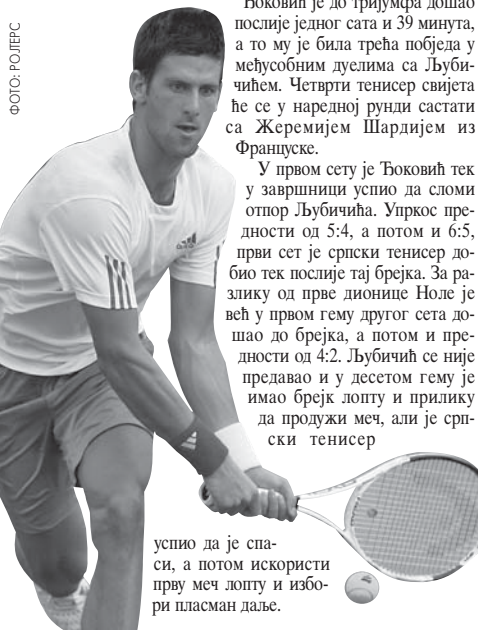 ФОТО: РОЈТЕРС
Ђоковић је до тријумфа дошао
послије једног сата и 39 минута,
а то му је била трећа побједа у
међусобним дуелима са Љуби-
чићем. Четврти тенисер свијета
ће се у наредној рунди састати
са Жеремијем Шардијем из
Француске.
У првом сету је Ђоковић тек
у завршници успио да сломи
отпор Љубичића. Упркос пре-
дности од 5:4, а потом и 6:5,
први сет је српски тенисер до-
био тек послије тај брејка. За ра-
злику од прве дионице Ноле је
већ у првом гему другог сета до-
шао до брејка, а потом и пре-
дности од 4:2. Љубичић се није
предавао и у десетом гему је
имао брејк лопту и прилику
да продужи меч, али је срп-
ски тенисер
успио да је спа-
си, а потом искористи
прву меч лопту и избо-
ри пласман даље.